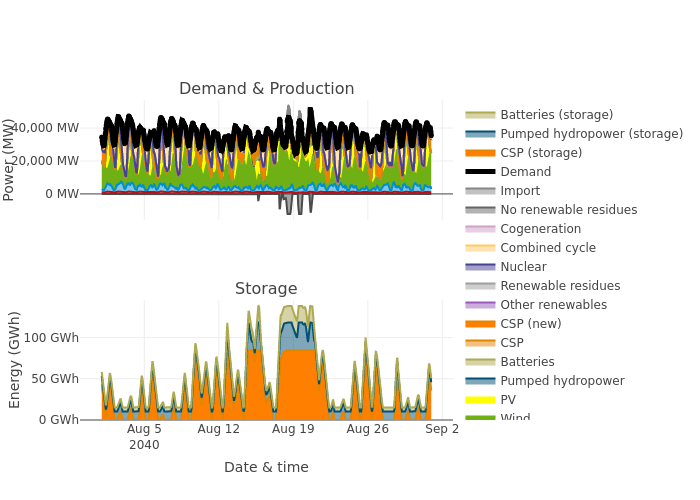 Demand & Production
Power (MW)
40,000 MW
20,000 MW
0 MW
Storage
Energy (GWh)
100 GWh
50 GWh
0 GWh
Aug 5
2040
Aug 12
Aug 19
Aug 26
Sep 2
Date & time
Batteries (storage)
Pumped hydropower (storage)
CSP (storage)
Demand
Import
No renewable residues
Cogeneration
Combined cycle
Nuclear
Renewable residues
Other renewables
CSP (new)
CSP
Batteries
Pumped hydropower
PV
Wind